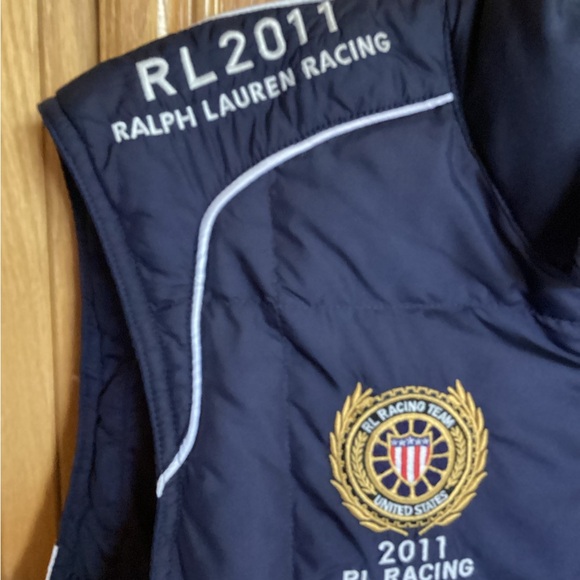 RL2011
RALPH LAUREN RACING
RL RACING TEAM
UNITED STATES
2011
RL RACING